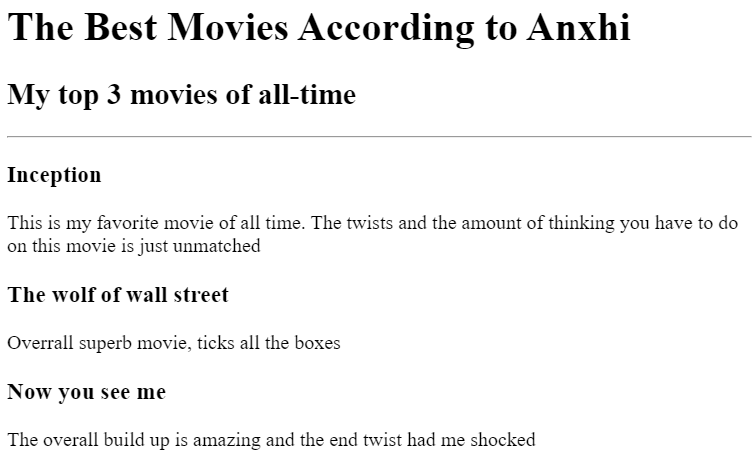 The Best Movies According to Anxhi
My top 3 movies of all-time
Inception
This is my favorite movie of all time. The twists and the amount of thinking you have to do
on this movie is just unmatched
The wolf of wall street
Overrall superb movie, ticks all the boxes
Now you see me
The overall build up is amazing and the end twist had me shocked